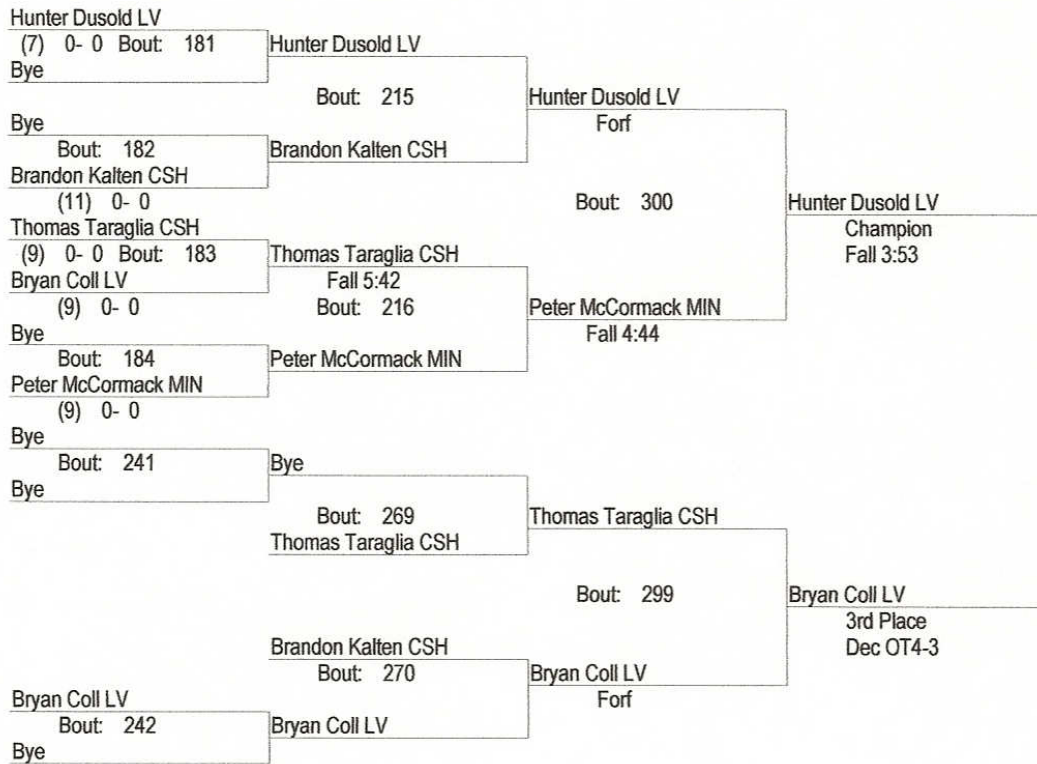 Hunter Dusold LV
(7) 0- 0 Bout: 181
Bye
Hunter Dusold LV
Bout: 215
Bye
Bout: 182
Brandon Kalten CSH
(11) 0- 0
Brandon Kalten CSH
Hunter Dusold LV
Forf
Bout: 300
Thomas Taraglia CSH
(9) 0- 0 Bout: 183
Bryan Coll LV
(9) 0- 0
Thomas Taraglia CSH
Fall 5:42
Bout: 216
Bye
Bout: 184
Peter McCormack MIN
(9) 0- 0
Peter McCormack MIN
Peter McCormack MIN
Fall 4:44
Hunter Dusold LV
Champion
Fall 3:53
Bye
Bout: 241
Bye
Bye
Bout: 269
Thomas Taraglia CSH
Thomas Taraglia CSH
Bout: 299
Brandon Kalten CSH
Bout: 270
Bryan Coll LV
Bout: 242
Bye
Bryan Coll LV
Bryan Coll LV
Forf
Bryan Coll LV
3rd Place
Dec OT4-3